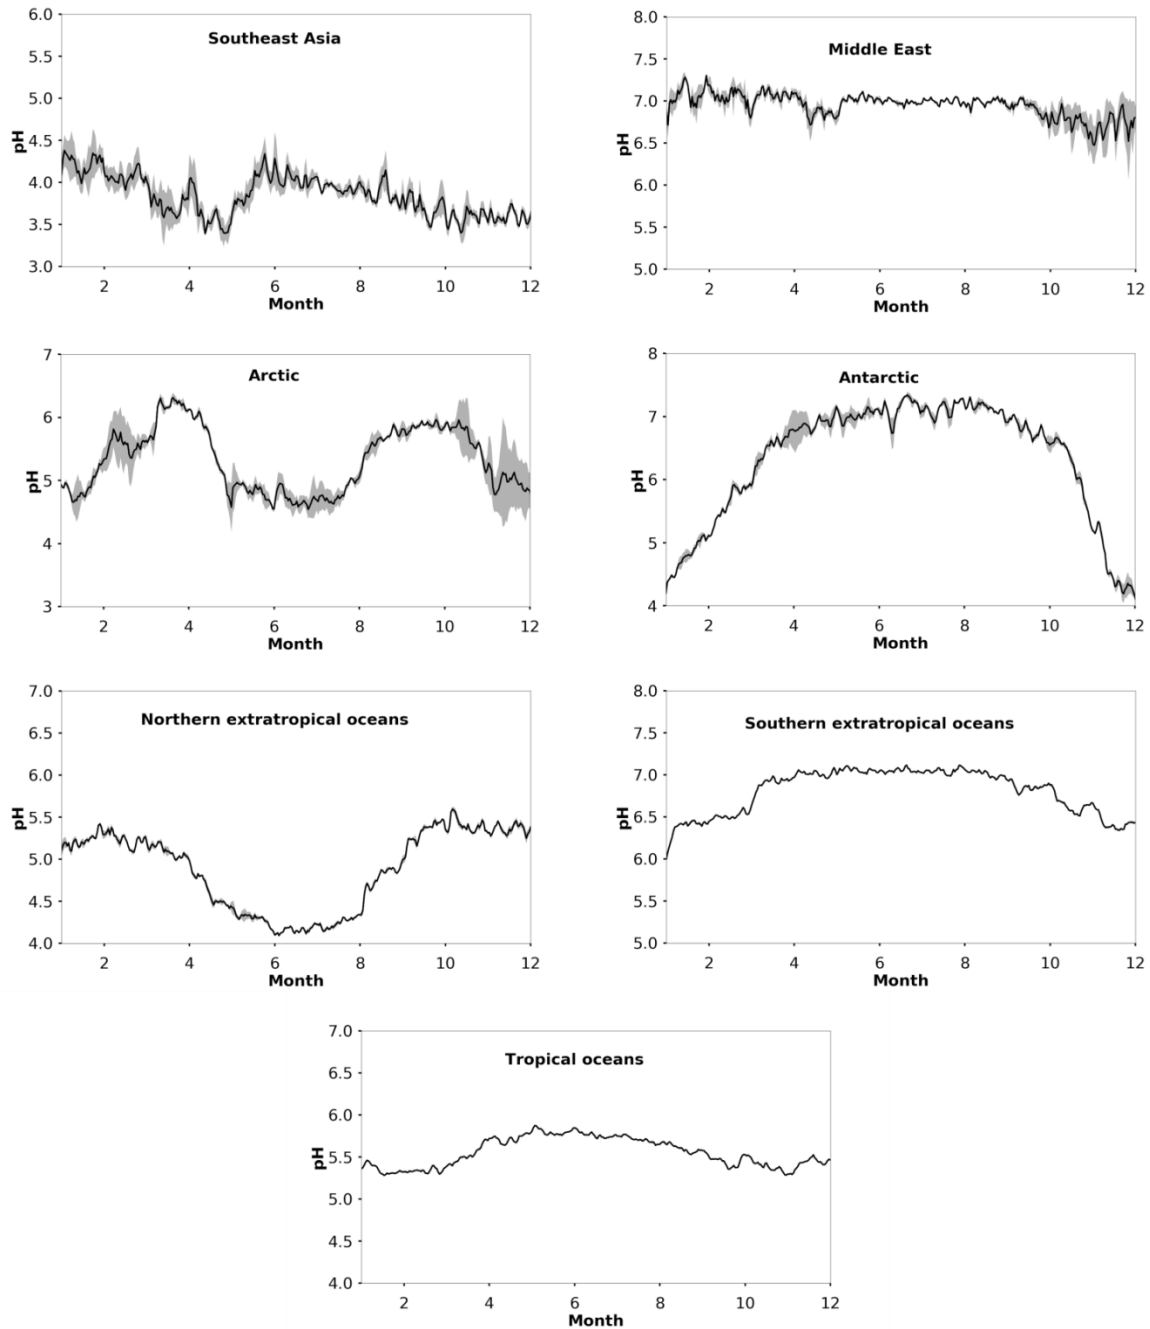 Southeast Asia
pH
6.0
5.5
5.0
4.5
4.0
3.5
3.0
2 4 6 8 10 12
Month
Middle East
pH
8.0
7.5
7.0
6.5
6.0
5.5
5.0
2 4 6 8 10 12
Month
Arctic
pH
7
6
5
4
3
2 4 6 8 10 12
Month
Antarctic
pH
8
7
6
5
4
2 4 6 8 10 12
Month
Northern extratropical oceans
pH
7.0
6.5
6.0
5.5
5.0
4.5
4.0
2 4 6 8 10 12
Month
Southern extratropical oceans
pH
8.0
7.5
7.0
6.5
6.0
5.5
5.0
2 4 6 8 10 12
Month
Tropical oceans
pH
7.0
6.5
6.0
5.5
5.0
4.5
4.0
2 4 6 8 10 12
Month